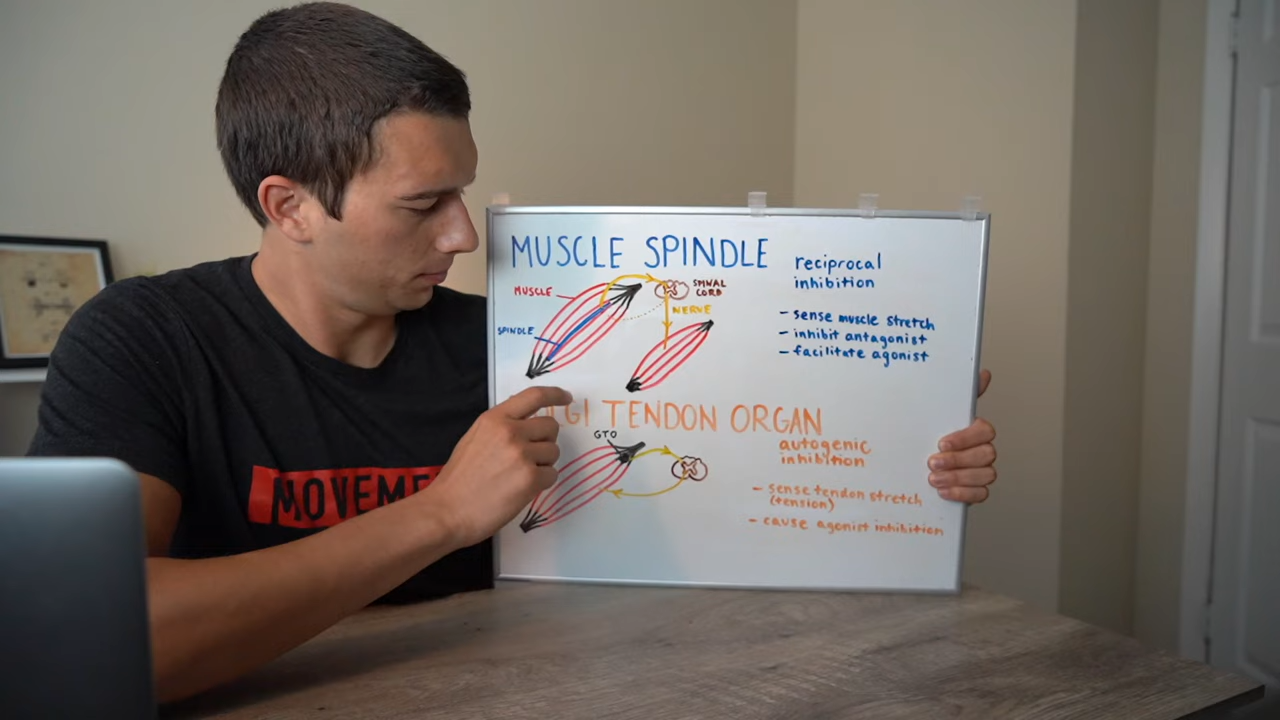 MUSCLE SPINDLE
reciprocal
inhibition
MUSCLE
SPINAL
CORD
NERVE
SPINDLE
- sense muscle stretch
- inhibit antagonist
- facilitate agonist
TENDON ORGAN
GTO
autogenic
inhibition
- sense tendon stretch
(tension)
- cause agonist inhibition
MOVEME